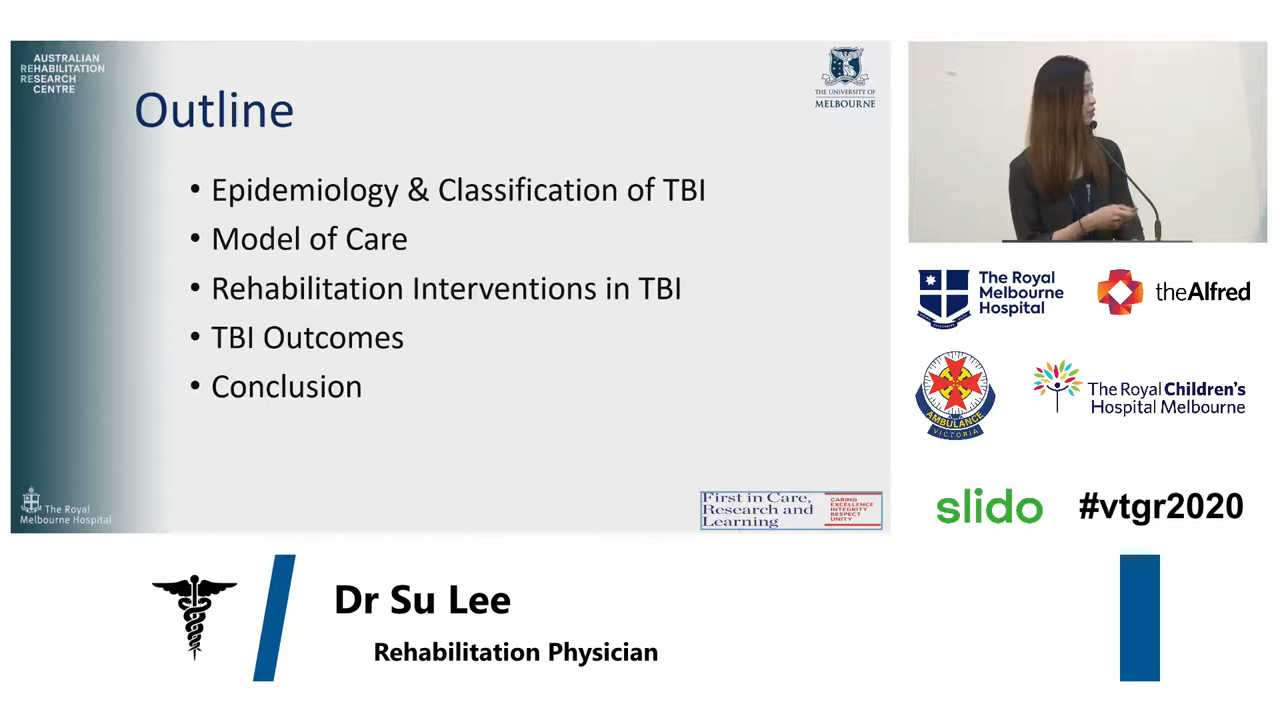 AUSTRALIAN
REHABILITATION
RESEARCH
CENTRE
THE UNIVERSITY OF
MELBOURNE
Outline
• Epidemiology & Classification of TBI
• Model of Care
• Rehabilitation Interventions in TBI
• TBI Outcomes
• Conclusion
The Royal
Melbourne Hospital
First in Care,
Research and
Learning
CARING
EXCELLENCE
INTEGRITY
RESPECT
UNITY
The Royal
Melbourne
Hospital
theAlfred
AMBULANCE
VICTORIA
The Royal Children's
Hospital Melbourne
slido
#vtgr2020
Dr Su Lee
Rehabilitation Physician